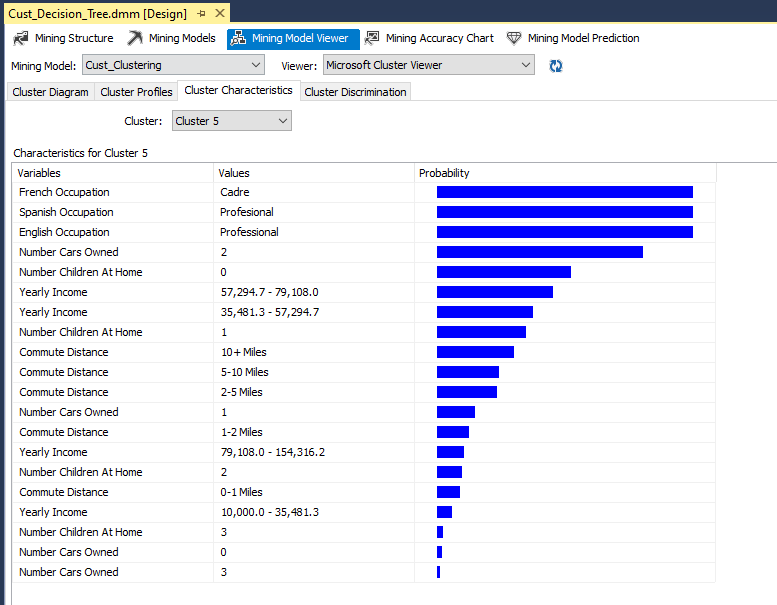 Cust_Decision_Tree.dmm [Design]
Mining Structure Mining Models Mining Model Viewer Mining Accuracy Chart Mining Model Prediction
Mining Model: Cust_Clustering Viewer: Microsoft Cluster Viewer
Cluster Diagram Cluster Profiles Cluster Characteristics Cluster Discrimination
Cluster: Cluster 5
Characteristics for Cluster 5
Variables Values Probability
French Occupation Cadre
Spanish Occupation Profesional
English Occupation Professional
Number Cars Owned 2
Number Children At Home 0
Yearly Income 57,294.7 - 79,108.0
Yearly Income 35,481.3 - 57,294.7
Number Children At Home 1
Commute Distance 10+ Miles
Commute Distance 5-10 Miles
Commute Distance 2-5 Miles
Number Cars Owned 1
Commute Distance 1-2 Miles
Yearly Income 79,108.0 - 154,316.2
Number Children At Home 2
Commute Distance 0-1 Miles
Yearly Income 10,000.0 - 35,481.3
Number Children At Home 3
Number Cars Owned 0
Number Cars Owned 3